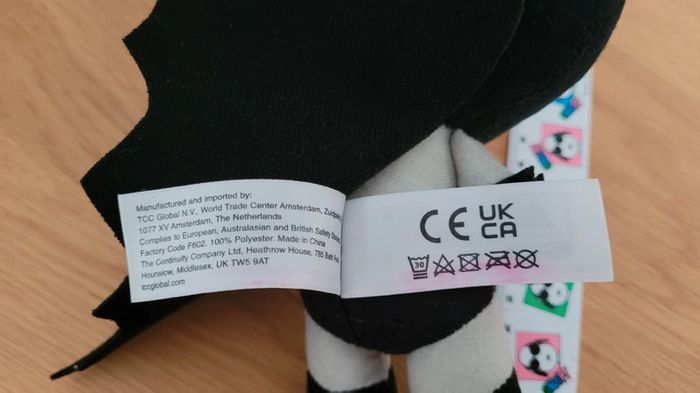 Manufactured and imported by:
TCC Global N.V., World Trade Center Amsterdam,
1077 XV Amsterdam, The Netherlands
Complies to European, Australasian and British Safety
Factory Code F602. 100% Polyester. Made in China
The Continuity Company Ltd, Heathrow House, 785 Bath
Hounslow, Middlesex, UK TW5 9AT
tccglobal.com
CE UK
CA
30